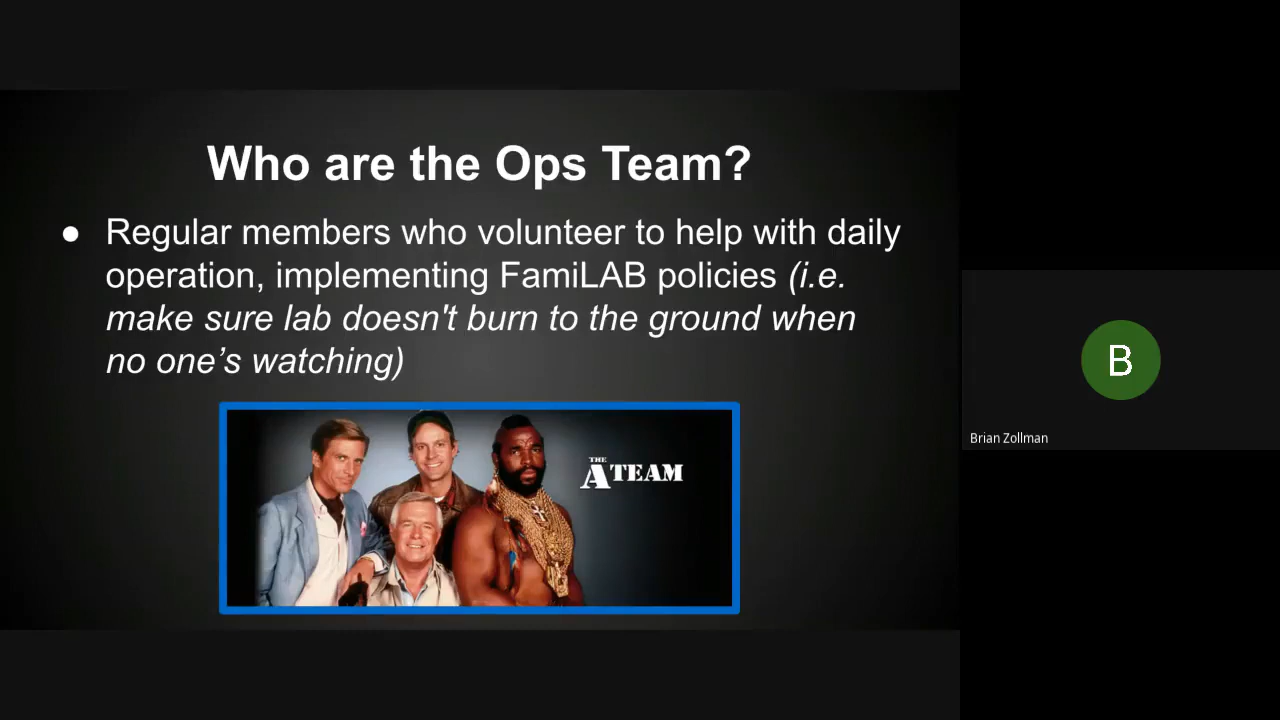 Who are the Ops Team?
● Regular members who volunteer to help with daily
operation, implementing FamiLAB policies (i.e.
make sure lab doesn't burn to the ground when
no one’s watching)
THE
A TEAM
B
Brian Zollman